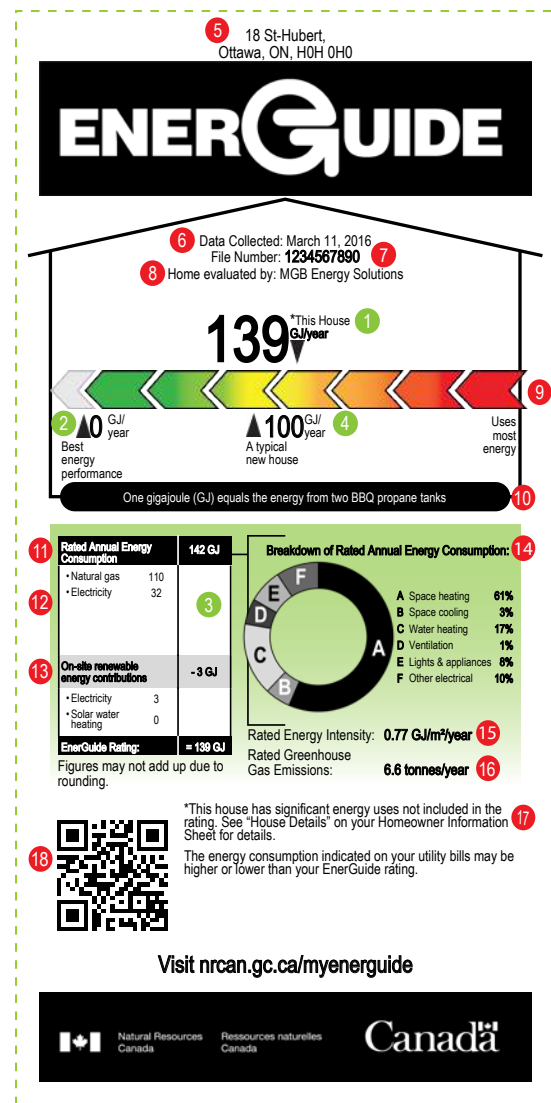 5 18 St-Hubert,
Ottawa, ON, H0H 0H0
ENERGUIDE
6 Data Collected: March 11, 2016
File Number: 1234567890 7
8 Home evaluated by: MGB Energy Solutions
139 *This House 1
GJ/year
9
2 0 GJ/
year
Best
energy
performance
100 GJ/
year 4
A typical
new house
Uses
most
energy
One gigajoule (GJ) equals the energy from two BBQ propane tanks 10
11 Rated Annual Energy
Consumption 142 GJ
• Natural gas 110
12 • Electricity 32
3
13 On-site renewable
energy contributions - 3 GJ
• Electricity 3
• Solar water
heating 0
EnerGuide Rating: = 139 GJ
Figures may not add up due to
rounding.
Breakdown of Rated Annual Energy Consumption: 14
F
E
D
C
B
A
A Space heating 61%
B Space cooling 3%
C Water heating 17%
D Ventilation 1%
E Lights & appliances 8%
F Other electrical 10%
Rated Energy Intensity: 0.77 GJ/m²/year 15
Rated Greenhouse
Gas Emissions: 6.6 tonnes/year 16
*This house has significant energy uses not included in the
rating. See “House Details” on your Homeowner Information 17
Sheet for details.
The energy consumption indicated on your utility bills may be
higher or lower than your EnerGuide rating.
18
Visit nrcan.gc.ca/myenerguide
Natural Resources Ressources naturelles
Canada Canada
Canada